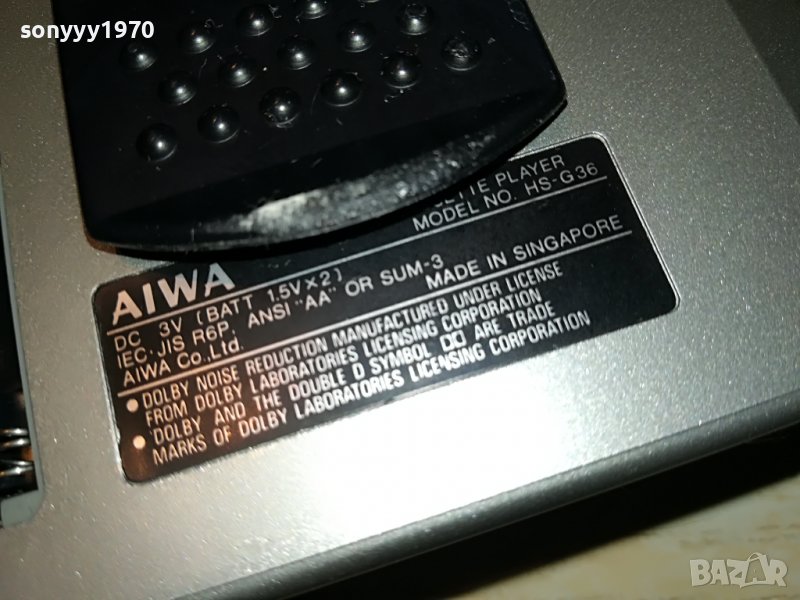 sonyyy1970
PLAYER
MODEL NO. HS-G36
AIWA
DC 3V (BATT 1.5V×2)
IEC·JIS R6P, ANSI "AA" OR SUM-3
AIWA Co.,Ltd. MADE IN SINGAPORE
• DOLBY NOISE REDUCTION MANUFACTURED UNDER LICENSE
FROM DOLBY LABORATORIES LICENSING CORPORATION
• DOLBY AND THE DOUBLE D SYMBOL ARE TRADE
MARKS OF DOLBY LABORATORIES LICENSING CORPORATION
BAZAR